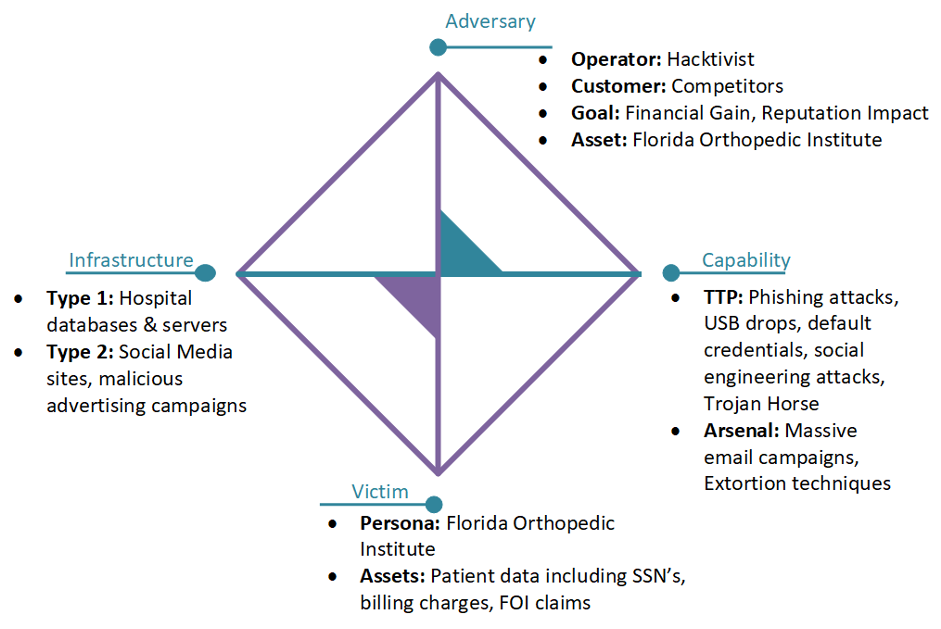 Adversary
• Operator: Hacktivist
• Customer: Competitors
• Goal: Financial Gain, Reputation Impact
• Asset: Florida Orthopedic Institute
Infrastructure
• Type 1: Hospital
databases & servers
• Type 2: Social Media
sites, malicious
advertising campaigns
Capability
• TTP: Phishing attacks,
USB drops, default
credentials, social
engineering attacks,
Trojan Horse
• Arsenal: Massive
email campaigns,
Extortion techniques
Victim
• Persona: Florida Orthopedic
Institute
• Assets: Patient data including SSN’s,
billing charges, FOI claims